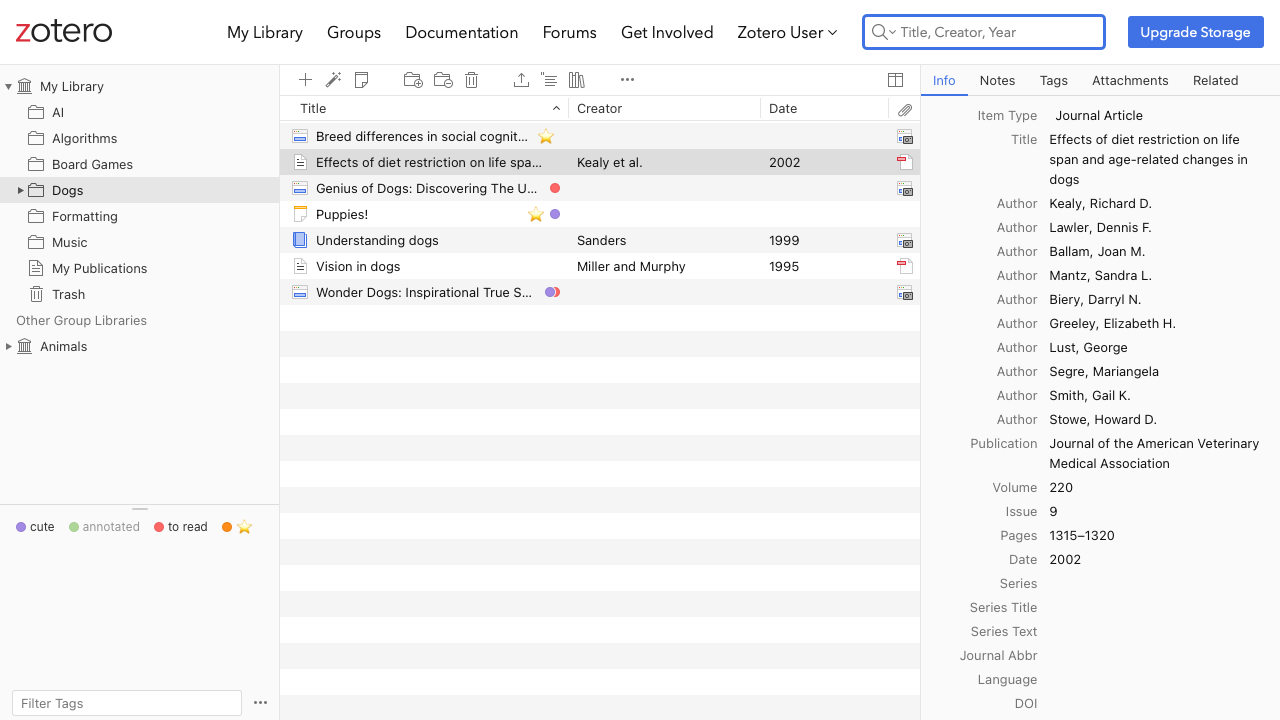 zotero
My Library
Groups
Documentation
Forums
Get Involved
Zotero User
Title, Creator, Year
Upgrade Storage
My Library
AI
Algorithms
Board Games
Dogs
Formatting
Music
My Publications
Trash
Other Group Libraries
Animals
cute
annotated
to read
Filter Tags
Title Creator Date
Breed differences in social cognit...
Effects of diet restriction on life spa... Kealy et al. 2002
Genius of Dogs: Discovering The U...
Puppies!
Understanding dogs Sanders 1999
Vision in dogs Miller and Murphy 1995
Wonder Dogs: Inspirational True S...
Info Notes Tags Attachments Related
Item Type Journal Article
Title Effects of diet restriction on life
span and age-related changes in
dogs
Author Kealy, Richard D.
Author Lawler, Dennis F.
Author Ballam, Joan M.
Author Mantz, Sandra L.
Author Biery, Darryl N.
Author Greeley, Elizabeth H.
Author Lust, George
Author Segre, Mariangela
Author Smith, Gail K.
Author Stowe, Howard D.
Publication Journal of the American Veterinary
Medical Association
Volume 220
Issue 9
Pages 1315–1320
Date 2002
Series
Series Title
Series Text
Journal Abbr
Language
DOI